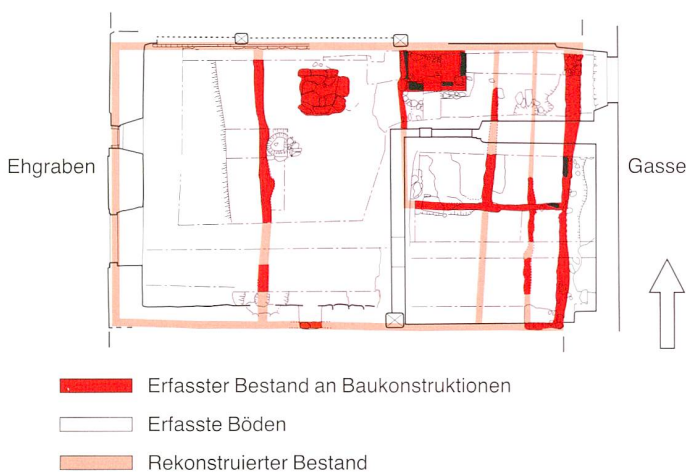 Ehgraben
Gasse
Erfasster Bestand an Baukonstruktionen
Erfasste Böden
Rekonstruierter Bestand